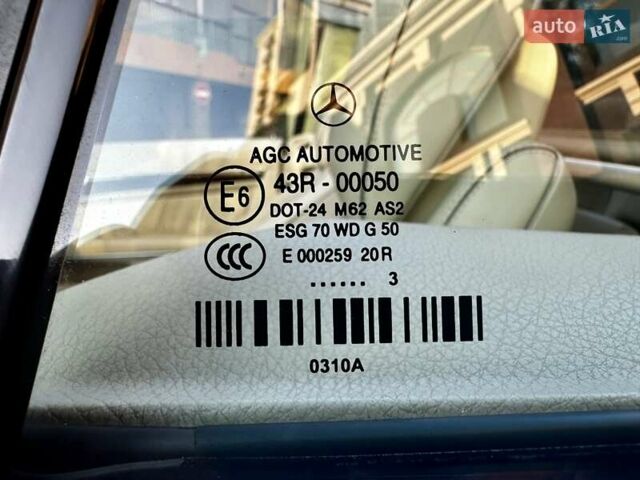 auto RIA .com
AGC AUTOMOTIVE
E6 43R - 00050
DOT-24 M62 AS2
ESG 70 WD G 50
CCC E 000259 20R
...... 3
0310A